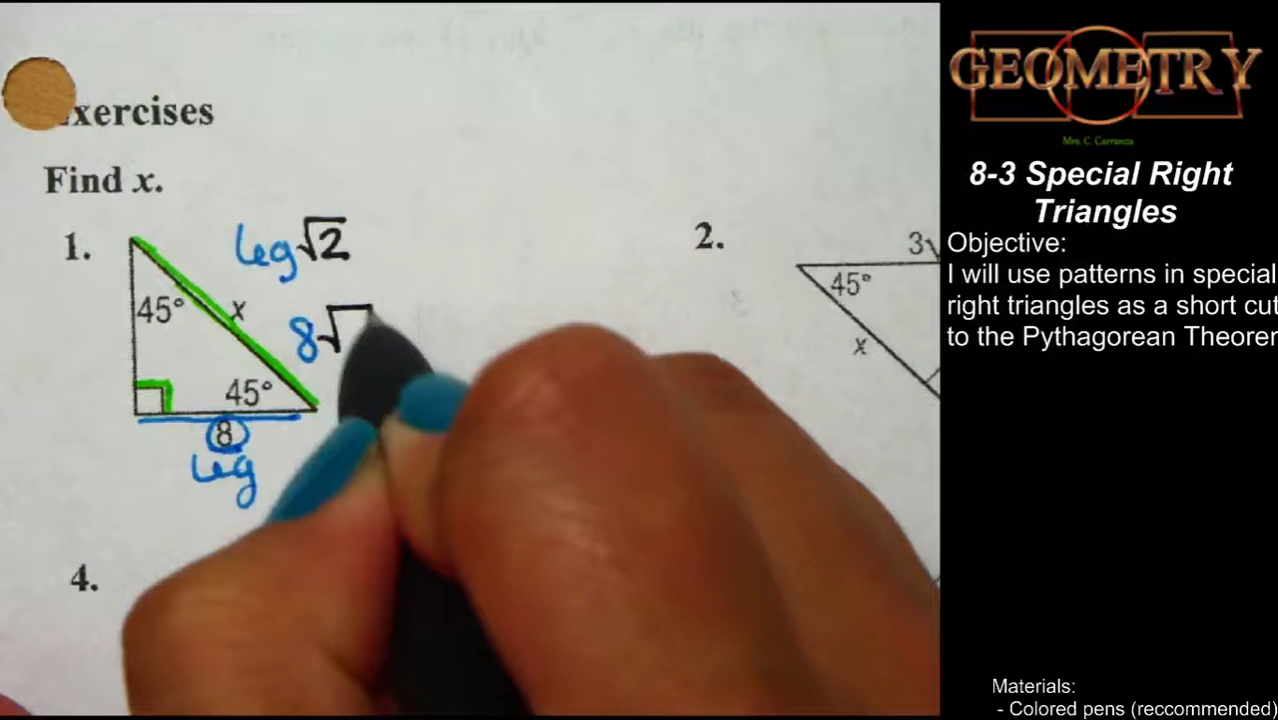 xercises
Find x.
1.
leg√2
45°
x
8√
45°
8
leg
2.
3√
45°
x
4.
GEOMETRY
Mrs. C. Carranza
8-3 Special Right
Triangles
Objective:
I will use patterns in special
right triangles as a short cut
to the Pythagorean Theorem
Materials:
- Colored pens (reccommended)